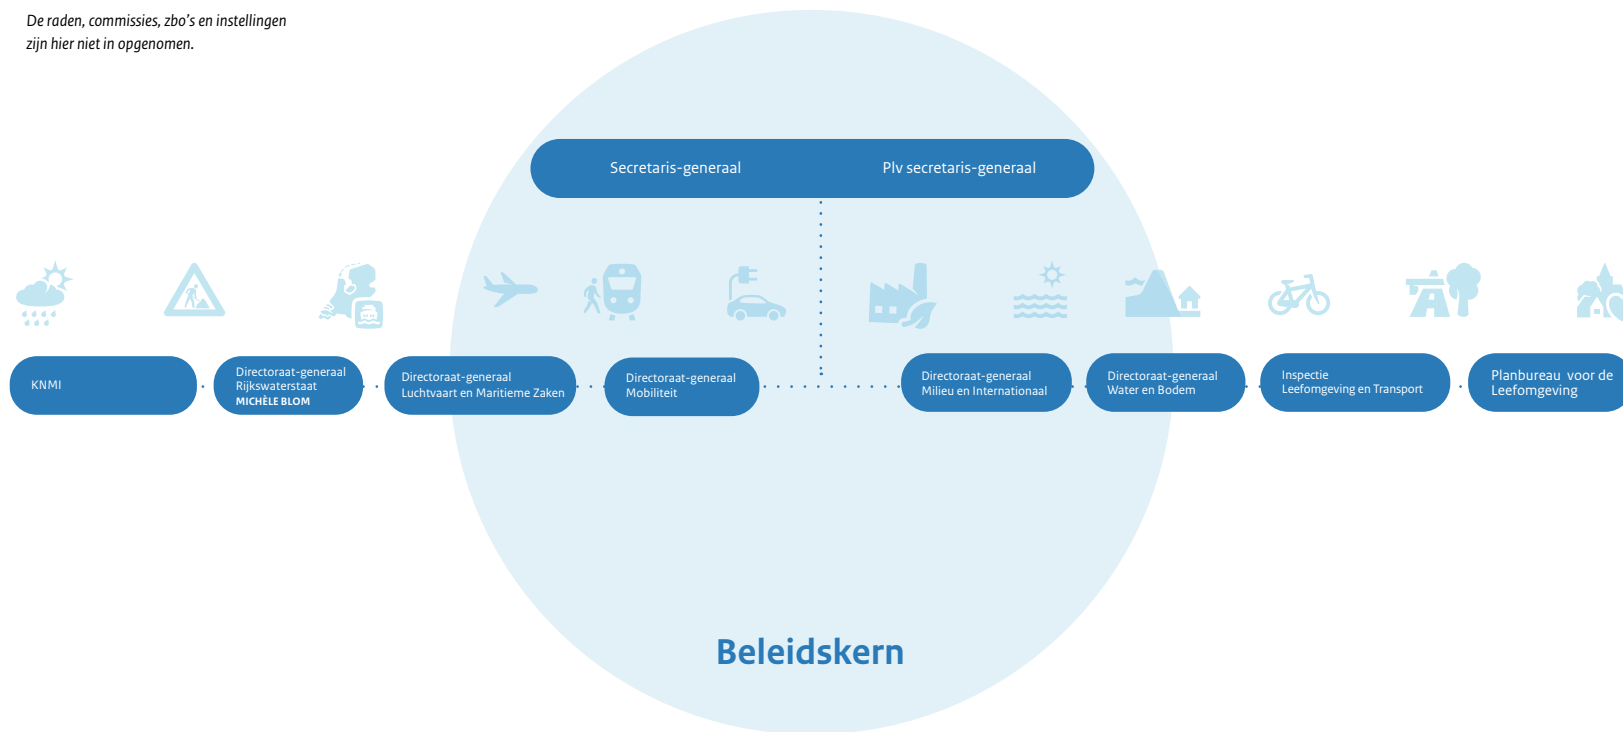 De raden, commissies, zbo's en instellingen
zijn hier niet in opgenomen.
Secretaris-generaal
Plv secretaris-generaal
KNMI
Directoraat-generaal
Rijkswaterstaat
MICHÈLE BLOM
Directoraat-generaal
Luchtvaart en Maritieme Zaken
Directoraat-generaal
Mobiliteit
Directoraat-generaal
Milieu en Internationaal
Directoraat-generaal
Water en Bodem
Inspectie
Leefomgeving en Transport
Planbureau voor de
Leefomgeving
Beleidskern